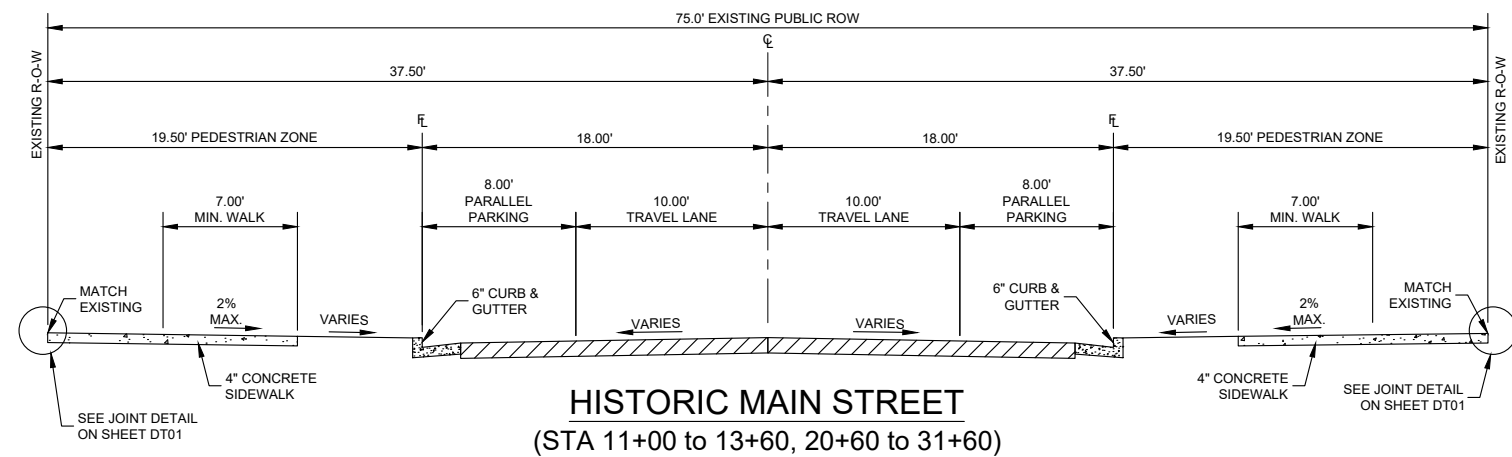 75.0' EXISTING PUBLIC ROW
℄
EXISTING R-O-W
37.50'
37.50'
EXISTING R-O-W
FL
FL
19.50' PEDESTRIAN ZONE
18.00'
18.00'
19.50' PEDESTRIAN ZONE
7.00'
MIN. WALK
8.00'
PARALLEL
PARKING
10.00'
TRAVEL LANE
10.00'
TRAVEL LANE
8.00'
PARALLEL
PARKING
7.00'
MIN. WALK
MATCH
EXISTING
2%
MAX.
VARIES
6" CURB &
GUTTER
VARIES
VARIES
6" CURB &
GUTTER
VARIES
2%
MAX.
MATCH
EXISTING
4" CONCRETE
SIDEWALK
SEE JOINT DETAIL
ON SHEET DT01
4" CONCRETE
SIDEWALK
SEE JOINT DETAIL
ON SHEET DT01
HISTORIC MAIN STREET
(STA 11+00 to 13+60, 20+60 to 31+60)